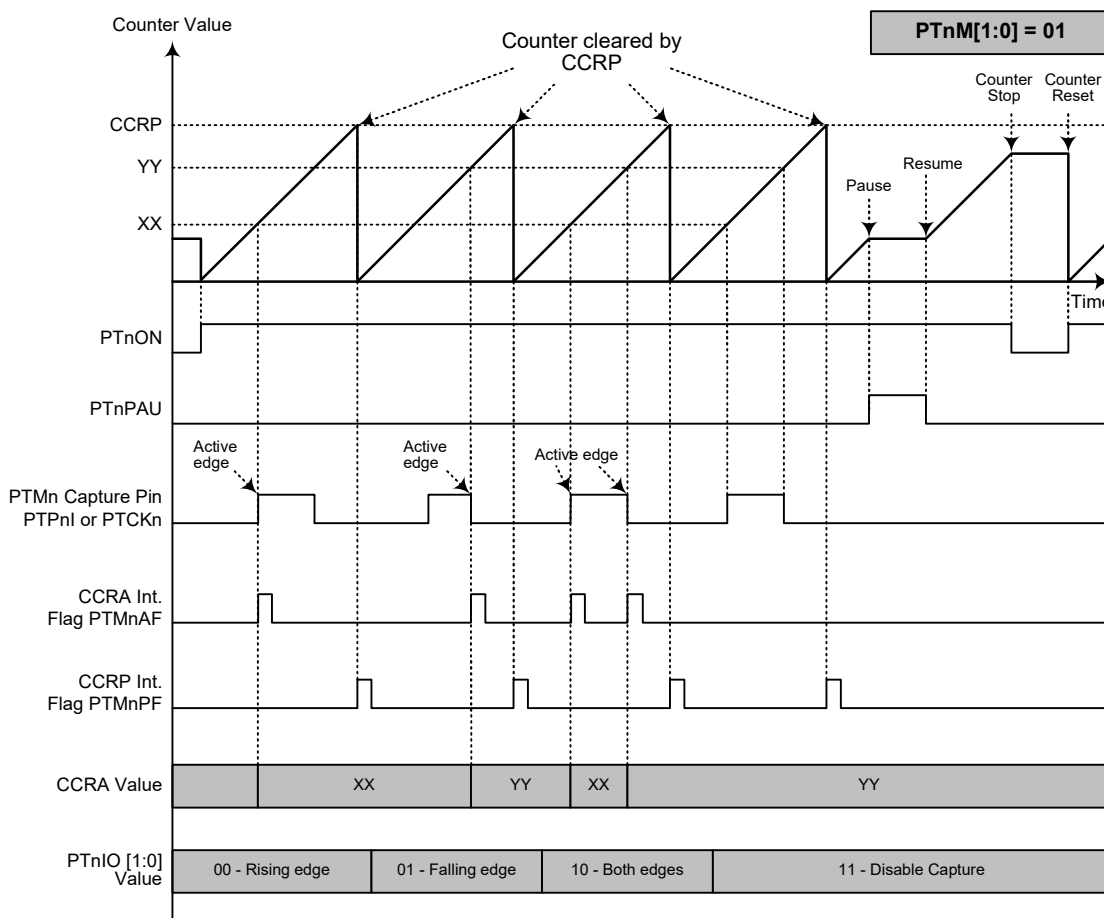 Counter Value
PTnM[1:0] = 01
Counter cleared by
CCRP
Counter
Stop
Counter
Reset
CCRP
YY
XX
Pause
Resume
Time
PTnON
PTnPAU
Active
edge
Active
edge
Active edge
PTMn Capture Pin
PTPnI or PTCKn
CCRA Int.
Flag PTMnAF
CCRP Int.
Flag PTMnPF
CCRA Value
XX
YY
XX
YY
PTnIO [1:0]
Value
00 - Rising edge
01 - Falling edge
10 - Both edges
11 - Disable Capture